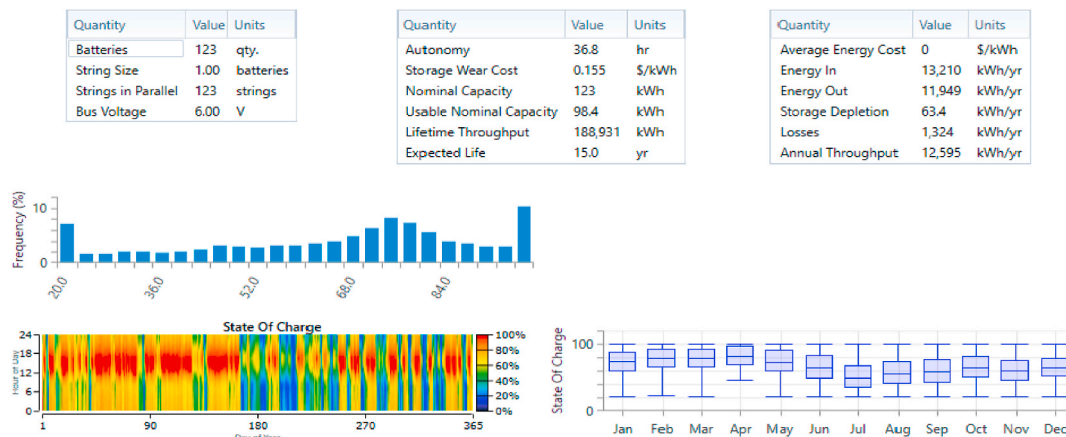 Quantity Value Units
Batteries 123 qty.
String Size 1.00 batteries
Strings in Parallel 123 strings
Bus Voltage 6.00 V
Quantity Value Units
Autonomy 36.8 hr
Storage Wear Cost 0.155 $/kWh
Nominal Capacity 123 kWh
Usable Nominal Capacity 98.4 kWh
Lifetime Throughput 188,931 kWh
Expected Life 15.0 yr
Quantity Value Units
Average Energy Cost 0 $/kWh
Energy In 13,210 kWh/yr
Energy Out 11,949 kWh/yr
Storage Depletion 63.4 kWh/yr
Losses 1,324 kWh/yr
Annual Throughput 12,595 kWh/yr
Frequency (%)
10
0
20.0 36.0 52.0 68.0 84.0
State Of Charge
Hour of Day
24
18
12
6
0
1 90 180 270 365
100%
80%
60%
40%
20%
0%
State Of Charge
100
0
Jan Feb Mar Apr May Jun Jul Aug Sep Oct Nov Dec